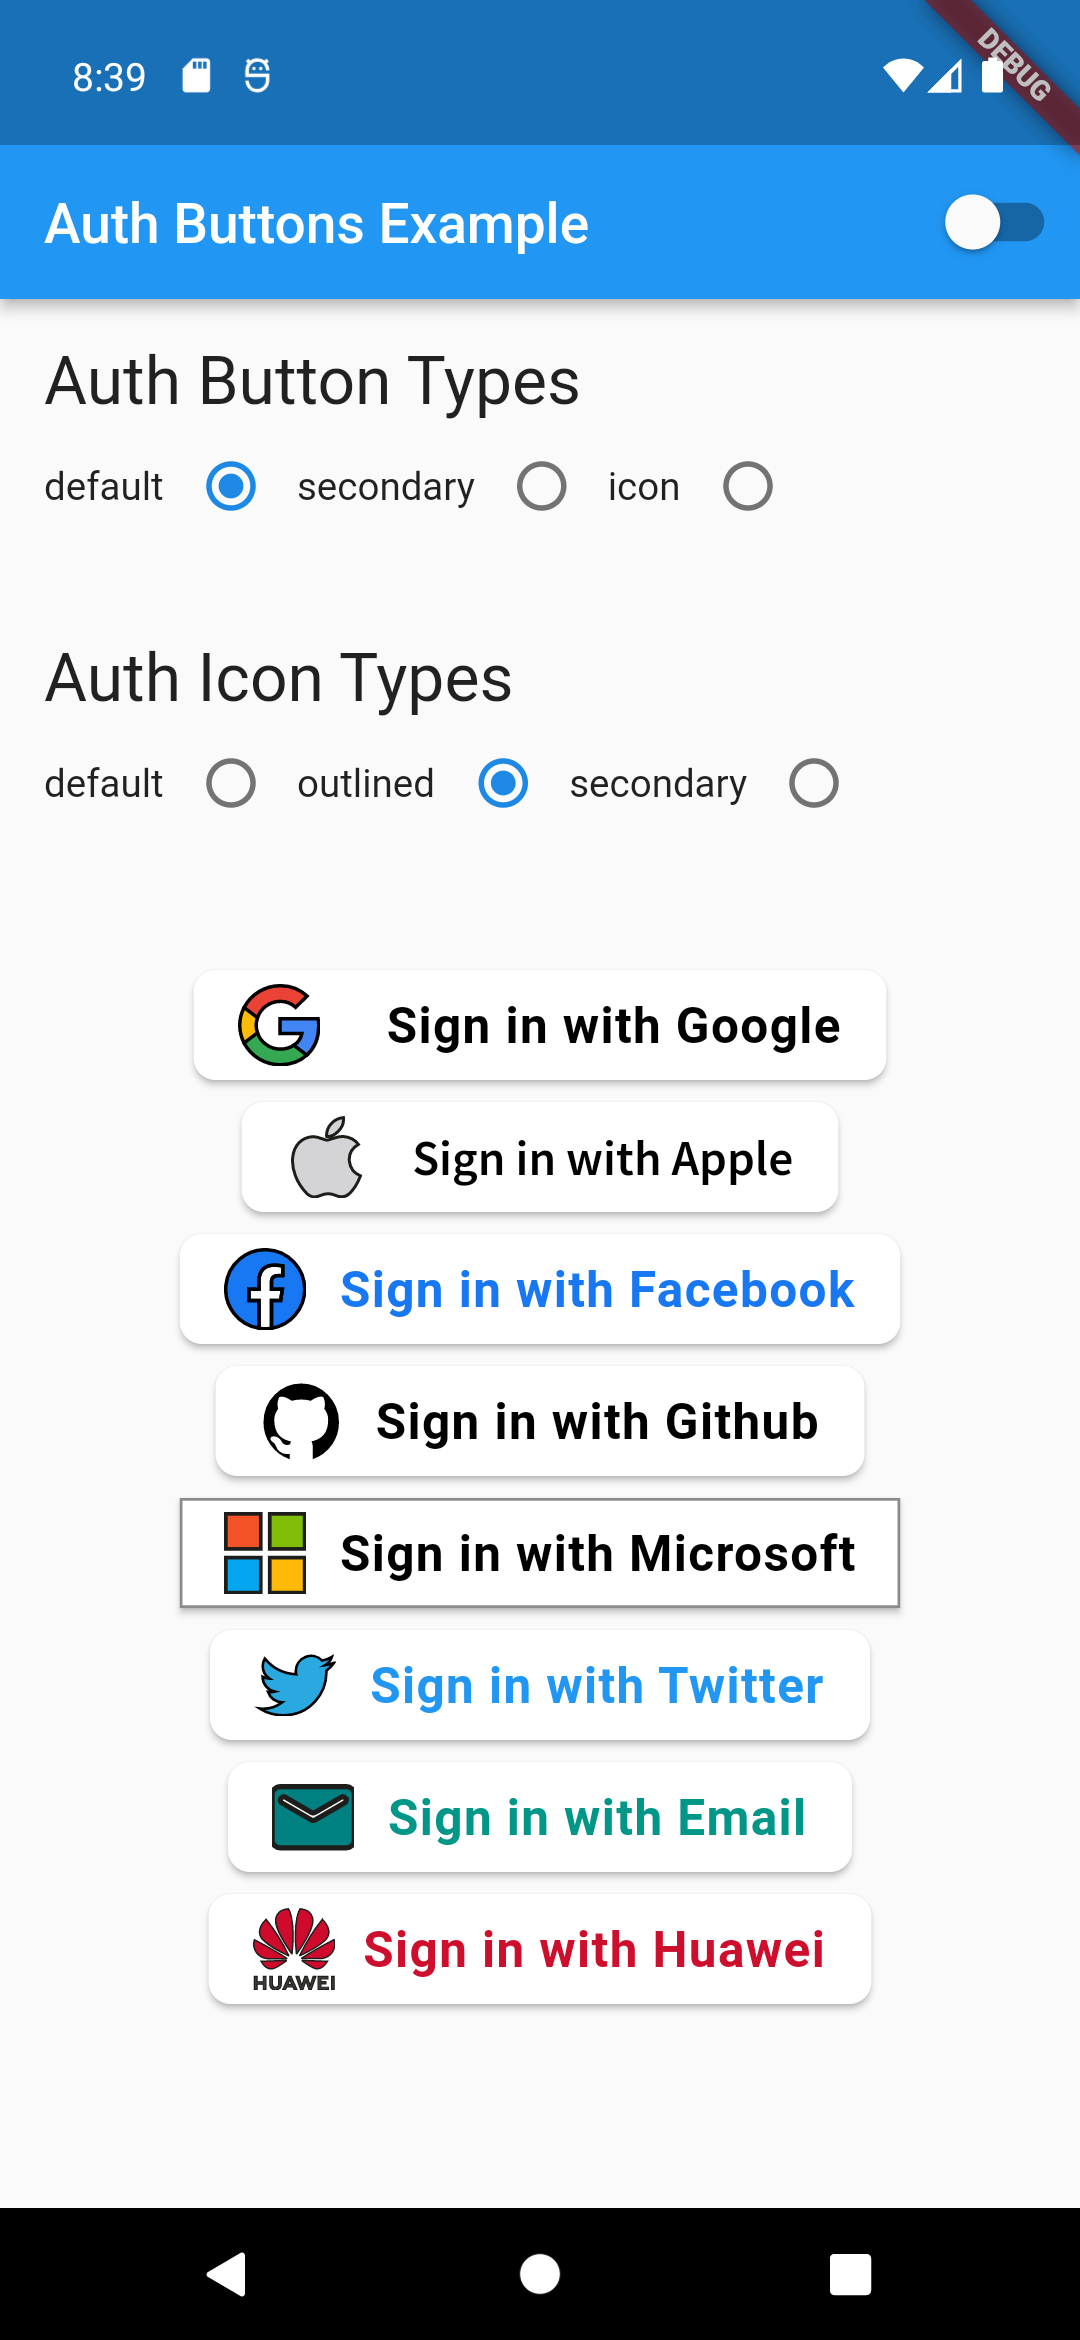 8:39
DEBUG
Auth Buttons Example
Auth Button Types
default secondary icon
Auth Icon Types
default outlined secondary
Sign in with Google
Sign in with Apple
Sign in with Facebook
Sign in with Github
Sign in with Microsoft
Sign in with Twitter
Sign in with Email
HUAWEI Sign in with Huawei